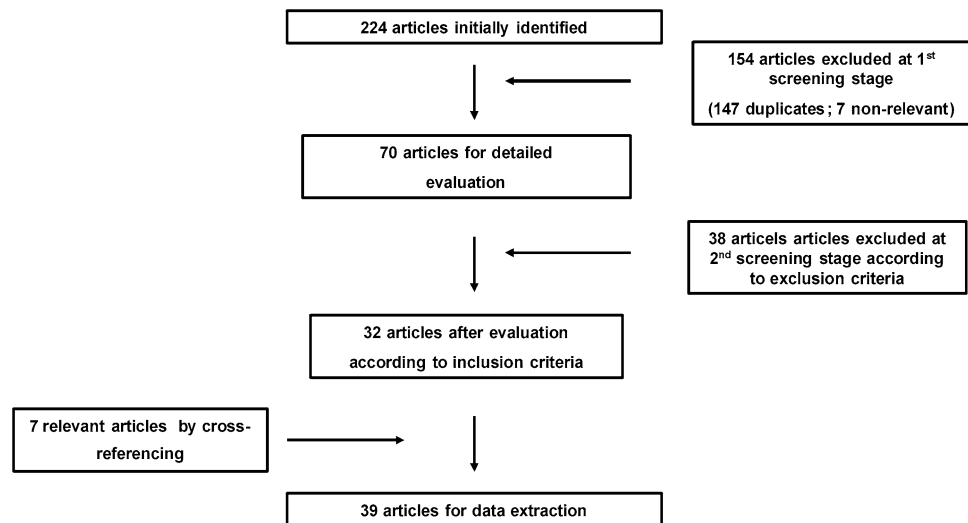 224 articles initially identified
154 articles excluded at 1st
screening stage
(147 duplicates; 7 non-relevant)
70 articles for detailed
evaluation
38 articels articles excluded at
2nd screening stage according
to exclusion criteria
32 articles after evaluation
according to inclusion criteria
7 relevant articles by cross-
referencing
39 articles for data extraction